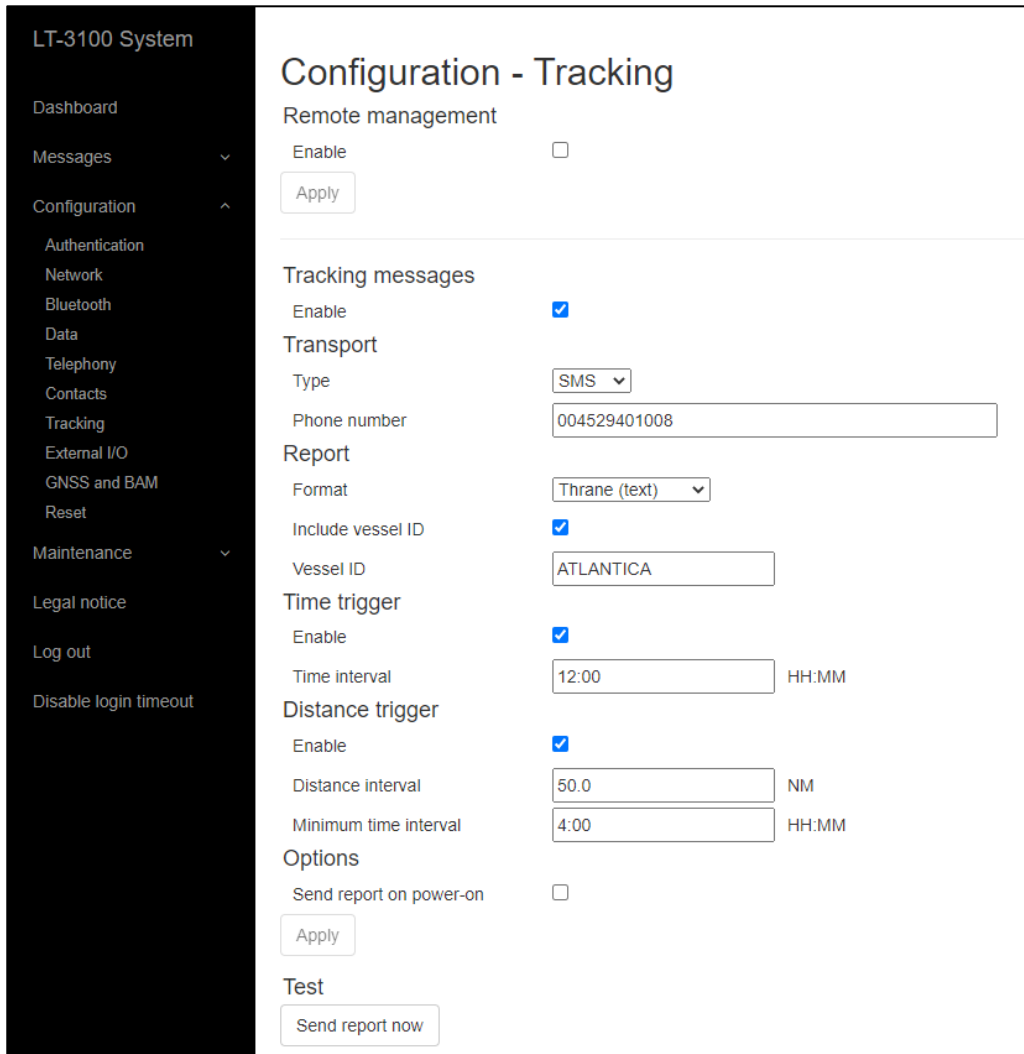 LT-3100 System
Dashboard
Messages
Configuration
Authentication
Network
Bluetooth
Data
Telephony
Contacts
Tracking
External I/O
GNSS and BAM
Reset
Maintenance
Legal notice
Log out
Disable login timeout
Configuration - Tracking
Remote management
Enable
Apply
Tracking messages
Enable
Transport
Type SMS
Phone number 004529401008
Report
Format Thrane (text)
Include vessel ID
Vessel ID ATLANTICA
Time trigger
Enable
Time interval 12:00 HH:MM
Distance trigger
Enable
Distance interval 50.0 NM
Minimum time interval 4:00 HH:MM
Options
Send report on power-on
Apply
Test
Send report now